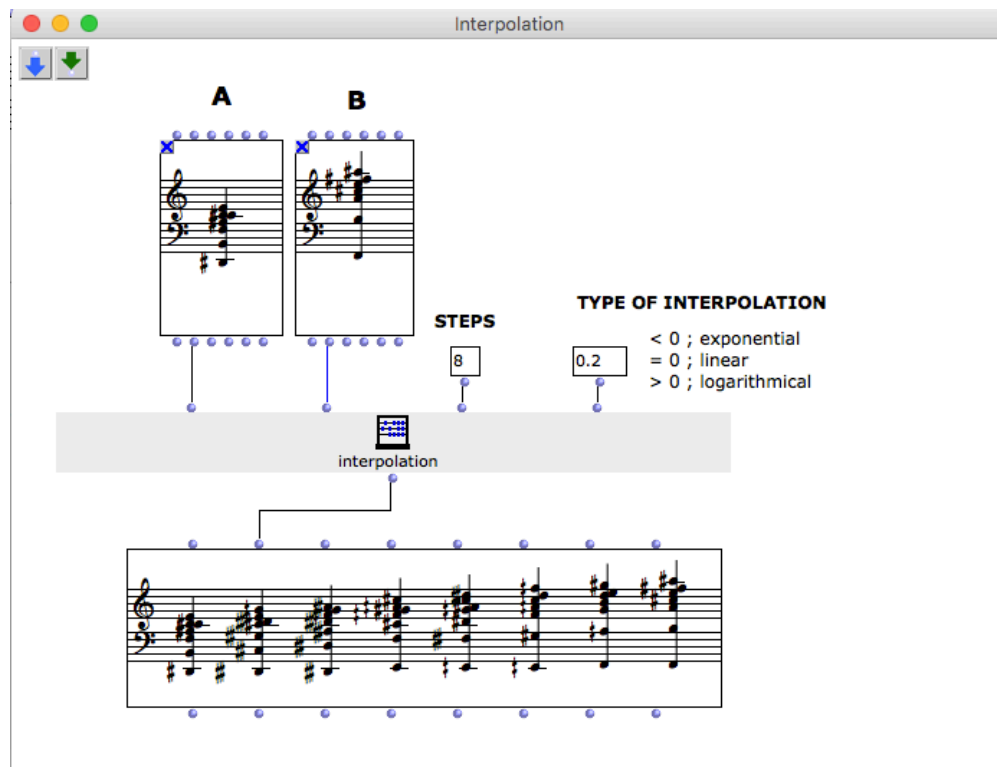 Interpolation
A
B
STEPS
8
TYPE OF INTERPOLATION
0.2
< 0 ; exponential
= 0 ; linear
> 0 ; logarithmical
interpolation